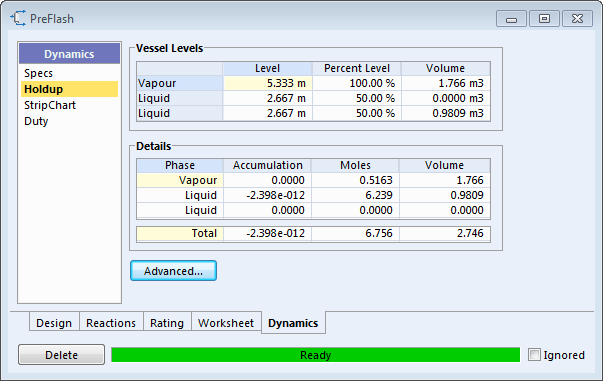 PreFlash
Dynamics
Specs
Holdup
StripChart
Duty
Vessel Levels
Level Percent Level Volume
Vapour 5.333 m 100.00 % 1.766 m3
Liquid 2.667 m 50.00 % 0.0000 m3
Liquid 2.667 m 50.00 % 0.9809 m3
Details
Phase Accumulation Moles Volume
Vapour 0.0000 0.5163 1.766
Liquid -2.398e-012 6.239 0.9809
Liquid 0.0000 0.0000 0.0000
Total -2.398e-012 6.756 2.746
Advanced...
Design Reactions Rating Worksheet Dynamics
Delete Ready Ignored